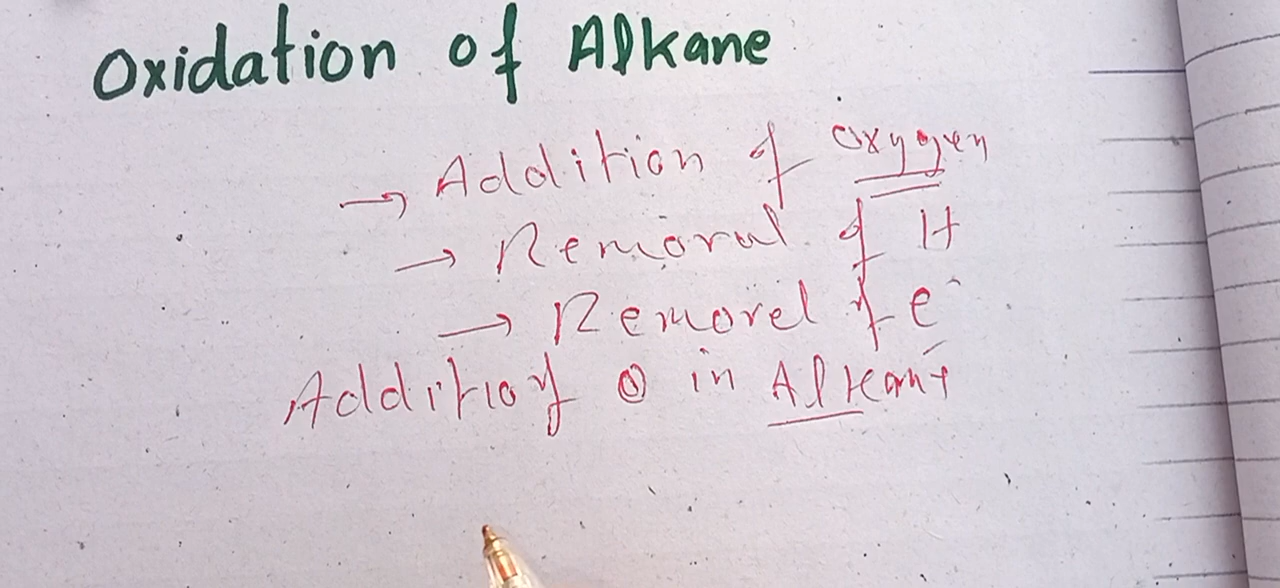 Oxidation of Alkane
→ Addition of oxygen
→ Removal of H
→ Removel of e⁻
Addition of O in Alkane